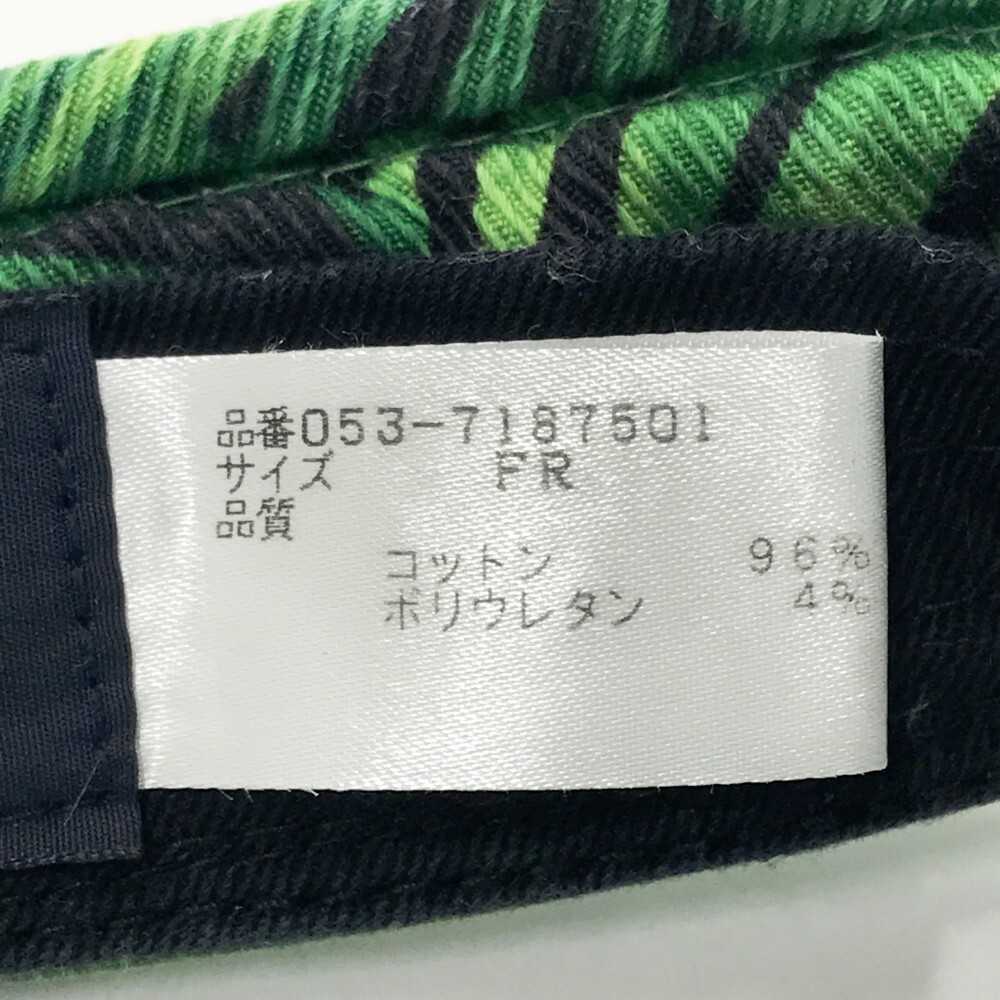 品番053-7187501
サイズ FR
品質
コットン 96%
ポリウレタン 4%